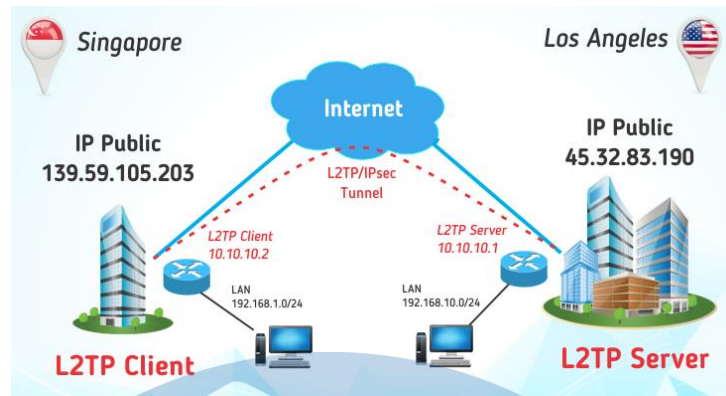 Singapore
Los Angeles
Internet
IP Public
139.59.105.203
IP Public
45.32.83.190
L2TP/IPsec
Tunnel
L2TP Client
10.10.10.2
L2TP Server
10.10.10.1
LAN
192.168.1.0/24
LAN
192.168.10.0/24
L2TP Client
L2TP Server